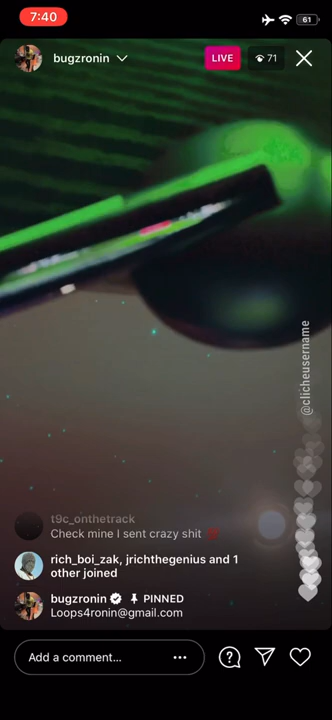 7:40
61
bugzronin
LIVE
71
@clicheusername
t9c_onthetrack
Check mine I sent crazy shit 💯
rich_boi_zak, jrichthegenius and 1
other joined
bugzronin PINNED
Loops4ronin@gmail.com
Add a comment...